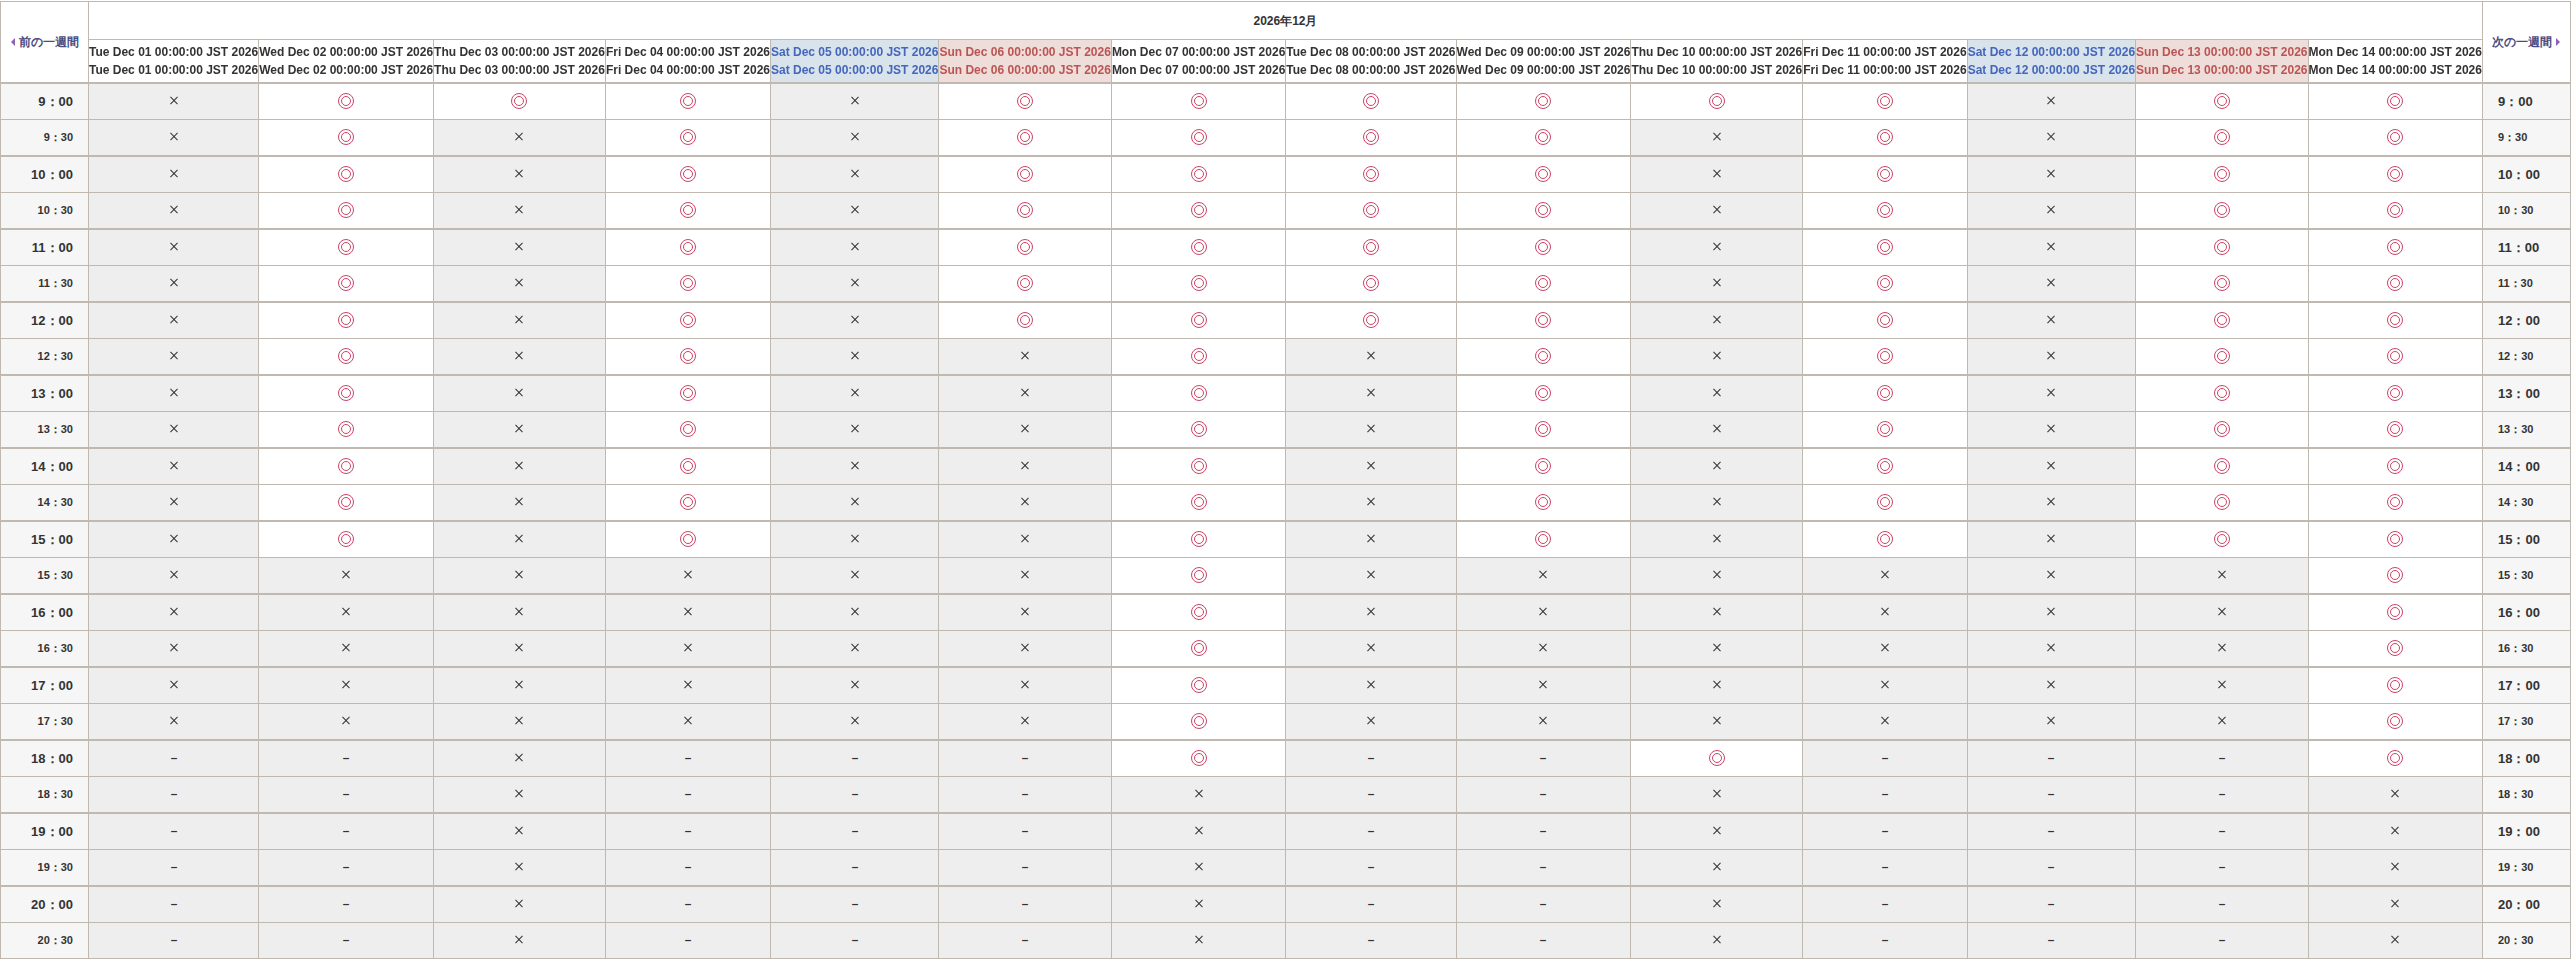 2026年12月
前の一週間
次の一週間
Tue Dec 01 00:00:00 JST 2026 Wed Dec 02 00:00:00 JST 2026 Thu Dec 03 00:00:00 JST 2026 Fri Dec 04 00:00:00 JST 2026 Sat Dec 05 00:00:00 JST 2026 Sun Dec 06 00:00:00 JST 2026 Mon Dec 07 00:00:00 JST 2026 Tue Dec 08 00:00:00 JST 2026 Wed Dec 09 00:00:00 JST 2026 Thu Dec 10 00:00:00 JST 2026 Fri Dec 11 00:00:00 JST 2026 Sat Dec 12 00:00:00 JST 2026 Sun Dec 13 00:00:00 JST 2026 Mon Dec 14 00:00:00 JST 2026
Tue Dec 01 00:00:00 JST 2026 Wed Dec 02 00:00:00 JST 2026 Thu Dec 03 00:00:00 JST 2026 Fri Dec 04 00:00:00 JST 2026 Sat Dec 05 00:00:00 JST 2026 Sun Dec 06 00:00:00 JST 2026 Mon Dec 07 00:00:00 JST 2026 Tue Dec 08 00:00:00 JST 2026 Wed Dec 09 00:00:00 JST 2026 Thu Dec 10 00:00:00 JST 2026 Fri Dec 11 00:00:00 JST 2026 Sat Dec 12 00:00:00 JST 2026 Sun Dec 13 00:00:00 JST 2026 Mon Dec 14 00:00:00 JST 2026
9：00 × ◎ ◎ ◎ × ◎ ◎ ◎ ◎ ◎ ◎ × ◎ ◎ 9：00
9：30 × ◎ × ◎ × ◎ ◎ ◎ ◎ × ◎ × ◎ ◎ 9：30
10：00 × ◎ × ◎ × ◎ ◎ ◎ ◎ × ◎ × ◎ ◎ 10：00
10：30 × ◎ × ◎ × ◎ ◎ ◎ ◎ × ◎ × ◎ ◎ 10：30
11：00 × ◎ × ◎ × ◎ ◎ ◎ ◎ × ◎ × ◎ ◎ 11：00
11：30 × ◎ × ◎ × ◎ ◎ ◎ ◎ × ◎ × ◎ ◎ 11：30
12：00 × ◎ × ◎ × ◎ ◎ ◎ ◎ × ◎ × ◎ ◎ 12：00
12：30 × ◎ × ◎ × × ◎ × ◎ × ◎ × ◎ ◎ 12：30
13：00 × ◎ × ◎ × × ◎ × ◎ × ◎ × ◎ ◎ 13：00
13：30 × ◎ × ◎ × × ◎ × ◎ × ◎ × ◎ ◎ 13：30
14：00 × ◎ × ◎ × × ◎ × ◎ × ◎ × ◎ ◎ 14：00
14：30 × ◎ × ◎ × × ◎ × ◎ × ◎ × ◎ ◎ 14：30
15：00 × ◎ × ◎ × × ◎ × ◎ × ◎ × ◎ ◎ 15：00
15：30 × × × × × × ◎ × × × × × × ◎ 15：30
16：00 × × × × × × ◎ × × × × × × ◎ 16：00
16：30 × × × × × × ◎ × × × × × × ◎ 16：30
17：00 × × × × × × ◎ × × × × × × ◎ 17：00
17：30 × × × × × × ◎ × × × × × × ◎ 17：30
18：00 – – × – – – ◎ – – ◎ – – – ◎ 18：00
18：30 – – × – – – × – – × – – – × 18：30
19：00 – – × – – – × – – × – – – × 19：00
19：30 – – × – – – × – – × – – – × 19：30
20：00 – – × – – – × – – × – – – × 20：00
20：30 – – × – – – × – – × – – – × 20：30